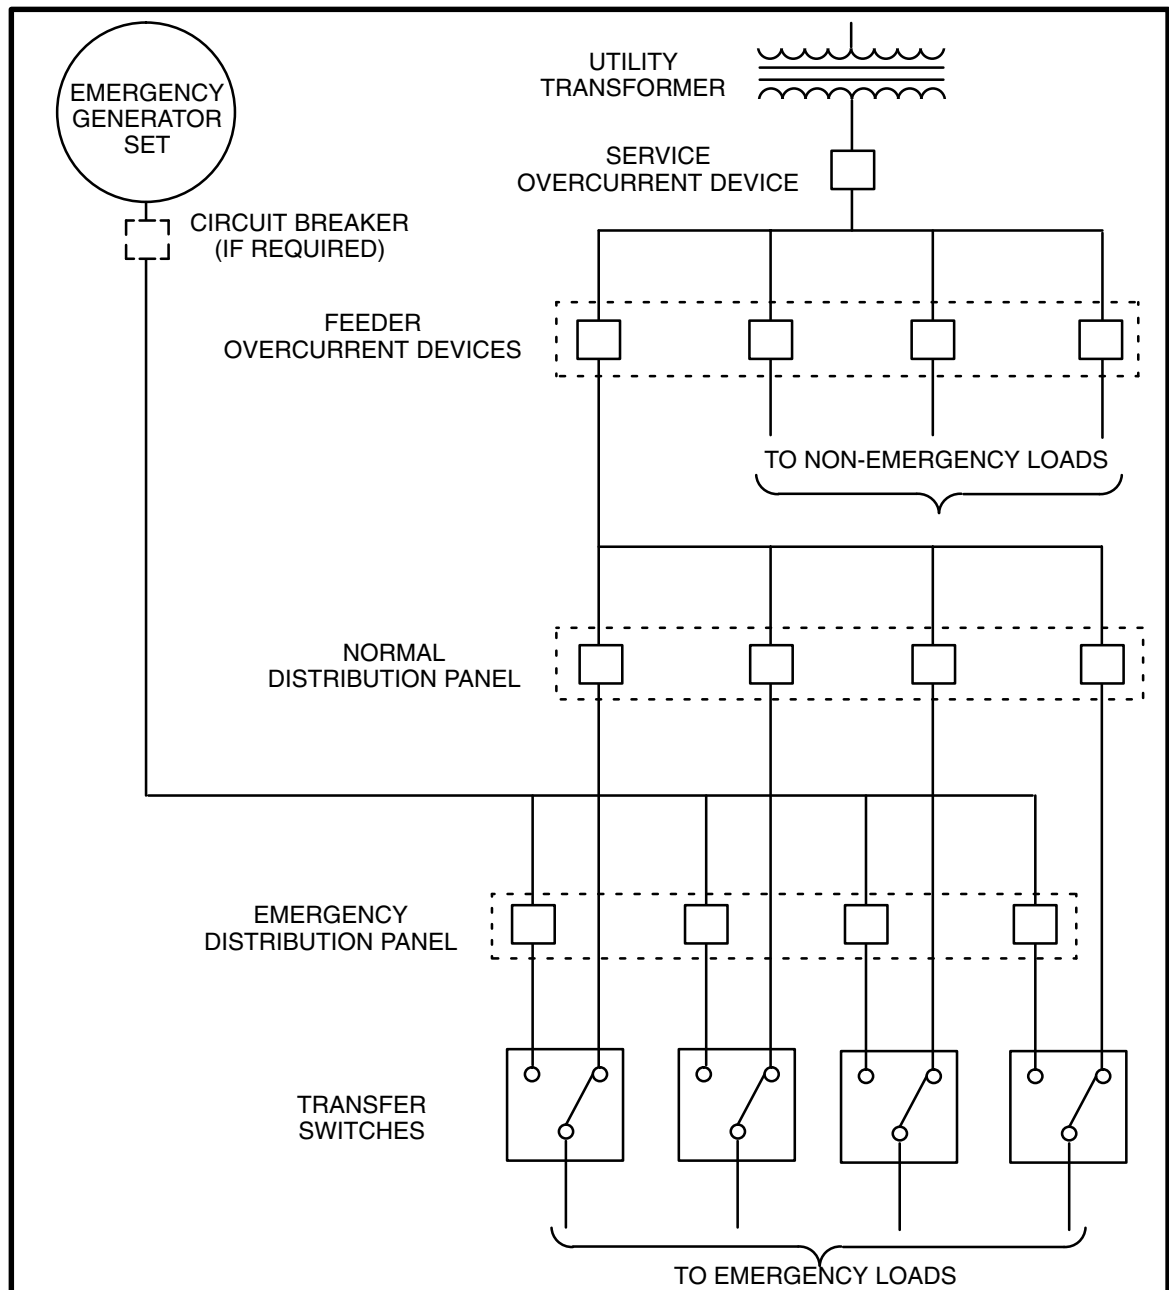 EMERGENCY
GENERATOR
SET
UTILITY
TRANSFORMER
SERVICE
OVERCURRENT DEVICE
CIRCUIT BREAKER
(IF REQUIRED)
FEEDER
OVERCURRENT DEVICES
TO NON-EMERGENCY LOADS
NORMAL
DISTRIBUTION PANEL
EMERGENCY
DISTRIBUTION PANEL
TRANSFER
SWITCHES
TO EMERGENCY LOADS